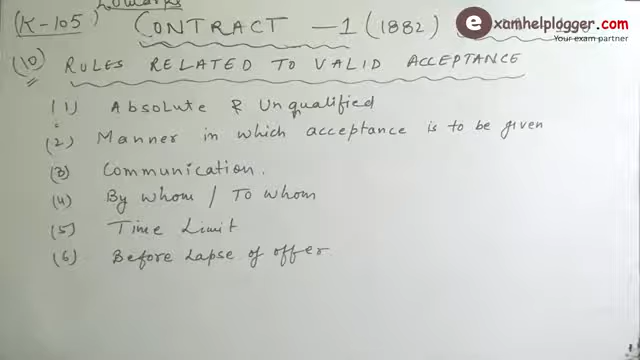 (K-105) CONTRACT - 1 (1882)
examhelplogger.com
Your exam partner
(10) RULES RELATED TO VALID ACCEPTANCE
(1) Absolute & Unqualified
(2) Manner in which acceptance is to be given
(3) Communication.
(4) By whom / To whom
(5) Time Limit
(6) Before Lapse of offer